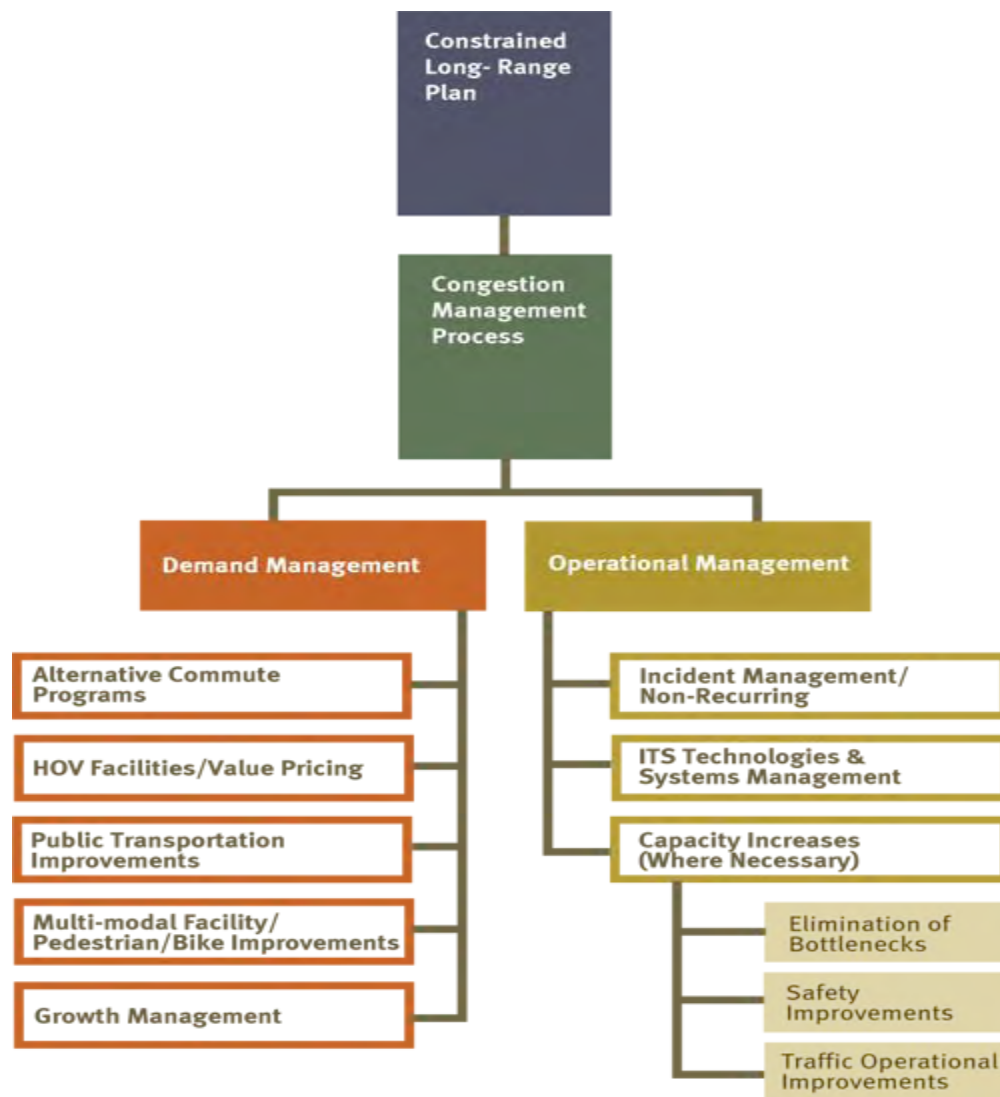 Constrained
Long- Range
Plan
Congestion
Management
Process
Demand Management
Operational Management
Alternative Commute
Programs
HOV Facilities/Value Pricing
Public Transportation
Improvements
Multi-modal Facility/
Pedestrian/Bike Improvements
Growth Management
Incident Management/
Non-Recurring
ITS Technologies &
Systems Management
Capacity Increases
(Where Necessary)
Elimination of
Bottlenecks
Safety
Improvements
Traffic Operational
Improvements